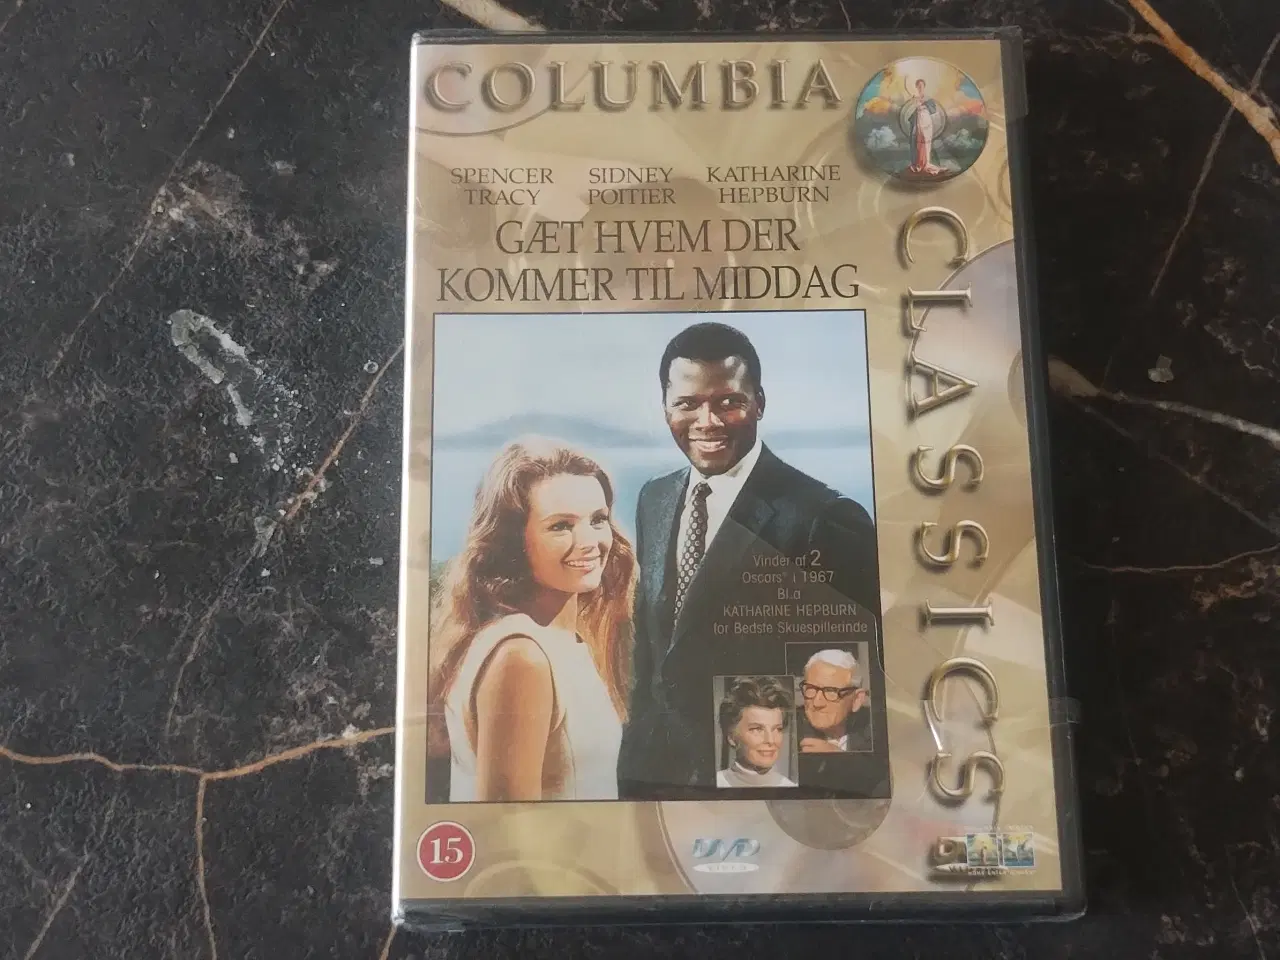 COLUMBIA
SPENCER TRACY
SIDNEY POITIER
KATHARINE HEPBURN
GÆT HVEM DER
KOMMER TIL MIDDAG
CLASSICS
Vinder af 2
Oscars® i 1967
Bl.a
KATHARINE HEPBURN
for Bedste Skuespillerinde
15
DVD
VIDEO